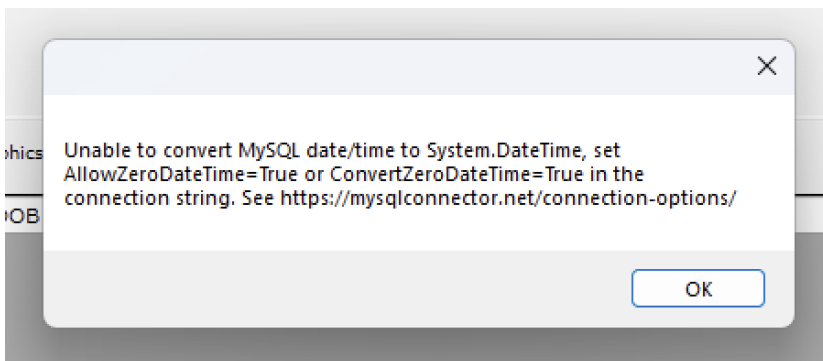 Unable to convert MySQL date/time to System.DateTime, set
AllowZeroDateTime=True or ConvertZeroDateTime=True in the
connection string. See https://mysqlconnector.net/connection-options/
OK